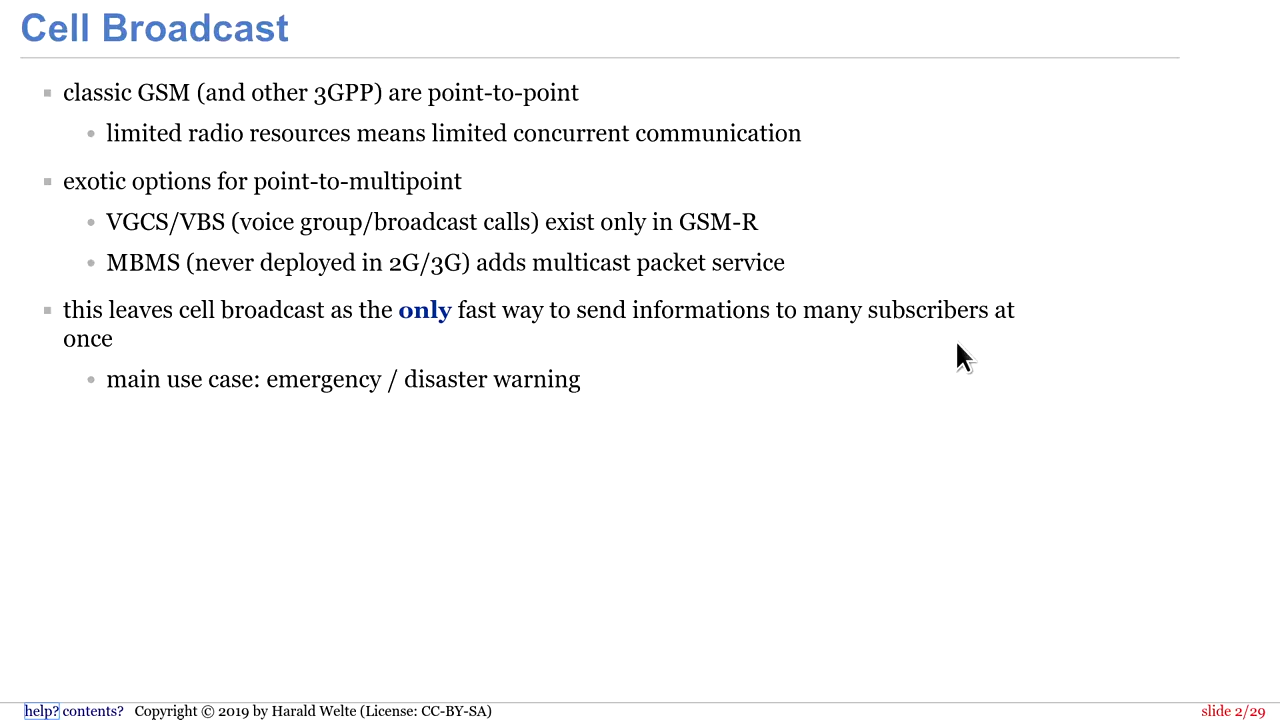 Cell Broadcast
classic GSM (and other 3GPP) are point-to-point
limited radio resources means limited concurrent communication
exotic options for point-to-multipoint
VGCS/VBS (voice group/broadcast calls) exist only in GSM-R
MBMS (never deployed in 2G/3G) adds multicast packet service
this leaves cell broadcast as the only fast way to send informations to many subscribers at
once
main use case: emergency / disaster warning
help? contents? Copyright © 2019 by Harald Welte (License: CC-BY-SA)
slide 2/29